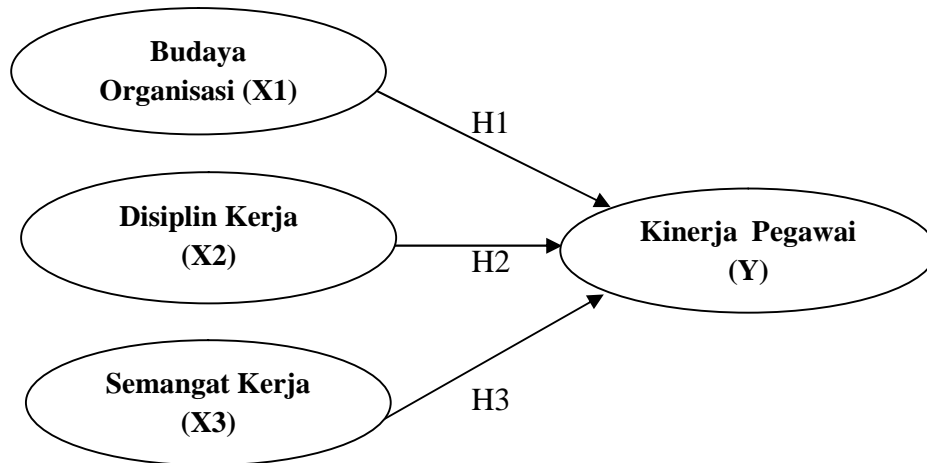 Budaya
Organisasi (X1)
H1
Disiplin Kerja
(X2)
H2
Kinerja Pegawai
(Y)
Semangat Kerja
(X3)
H3